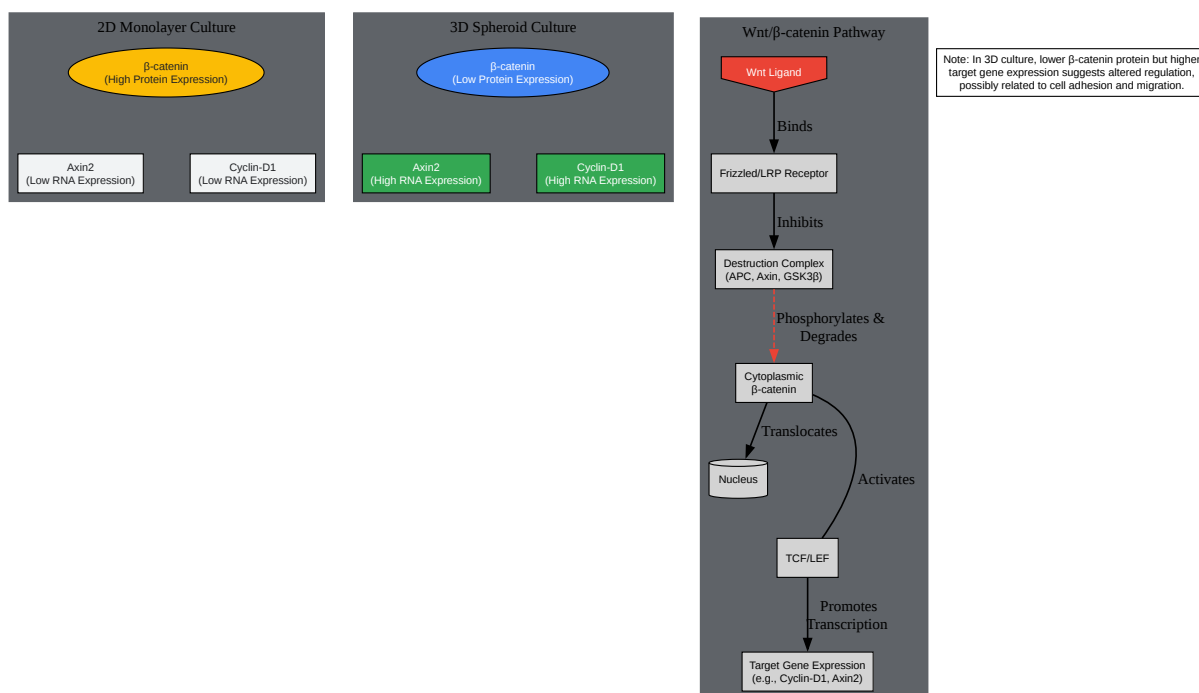 2D Monolayer Culture
β-catenin
(High Protein Expression)
Axin2
(Low RNA Expression)
Cyclin-D1
(Low RNA Expression)
3D Spheroid Culture
β-catenin
(Low Protein Expression)
Axin2
(High RNA Expression)
Cyclin-D1
(High RNA Expression)
Wnt/β-catenin Pathway
Wnt Ligand
Binds
Frizzled/LRP Receptor
Inhibits
Destruction Complex
(APC, Axin, GSK3β)
Phosphorylates &
Degrades
Cytoplasmic
β-catenin
Translocates
Nucleus
Activates
TCF/LEF
Promotes
Transcription
Target Gene Expression
(e.g., Cyclin-D1, Axin2)
Note: In 3D culture, lower β-catenin protein but higher
target gene expression suggests altered regulation,
possibly related to cell adhesion and migration.